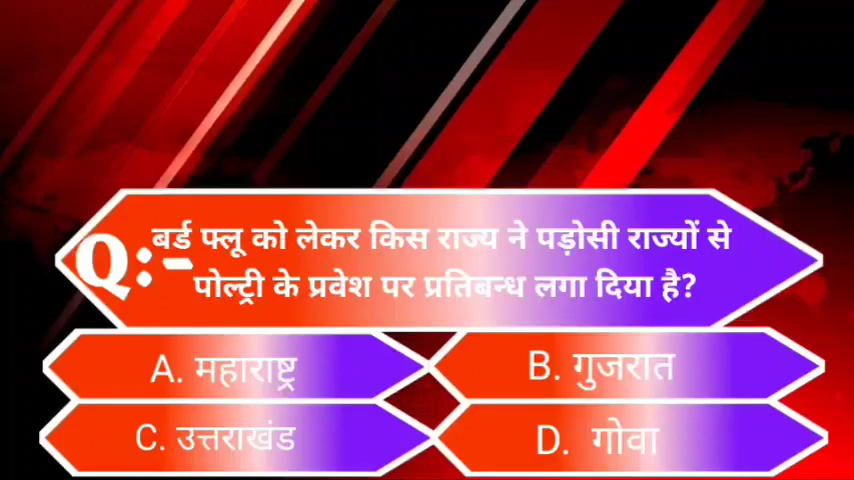 Q:- बर्ड फ्लू को लेकर किस राज्य ने पड़ोसी राज्यों से
पोल्ट्री के प्रवेश पर प्रतिबन्ध लगा दिया है?
A. महाराष्ट्र
B. गुजरात
C. उत्तराखंड
D. गोवा